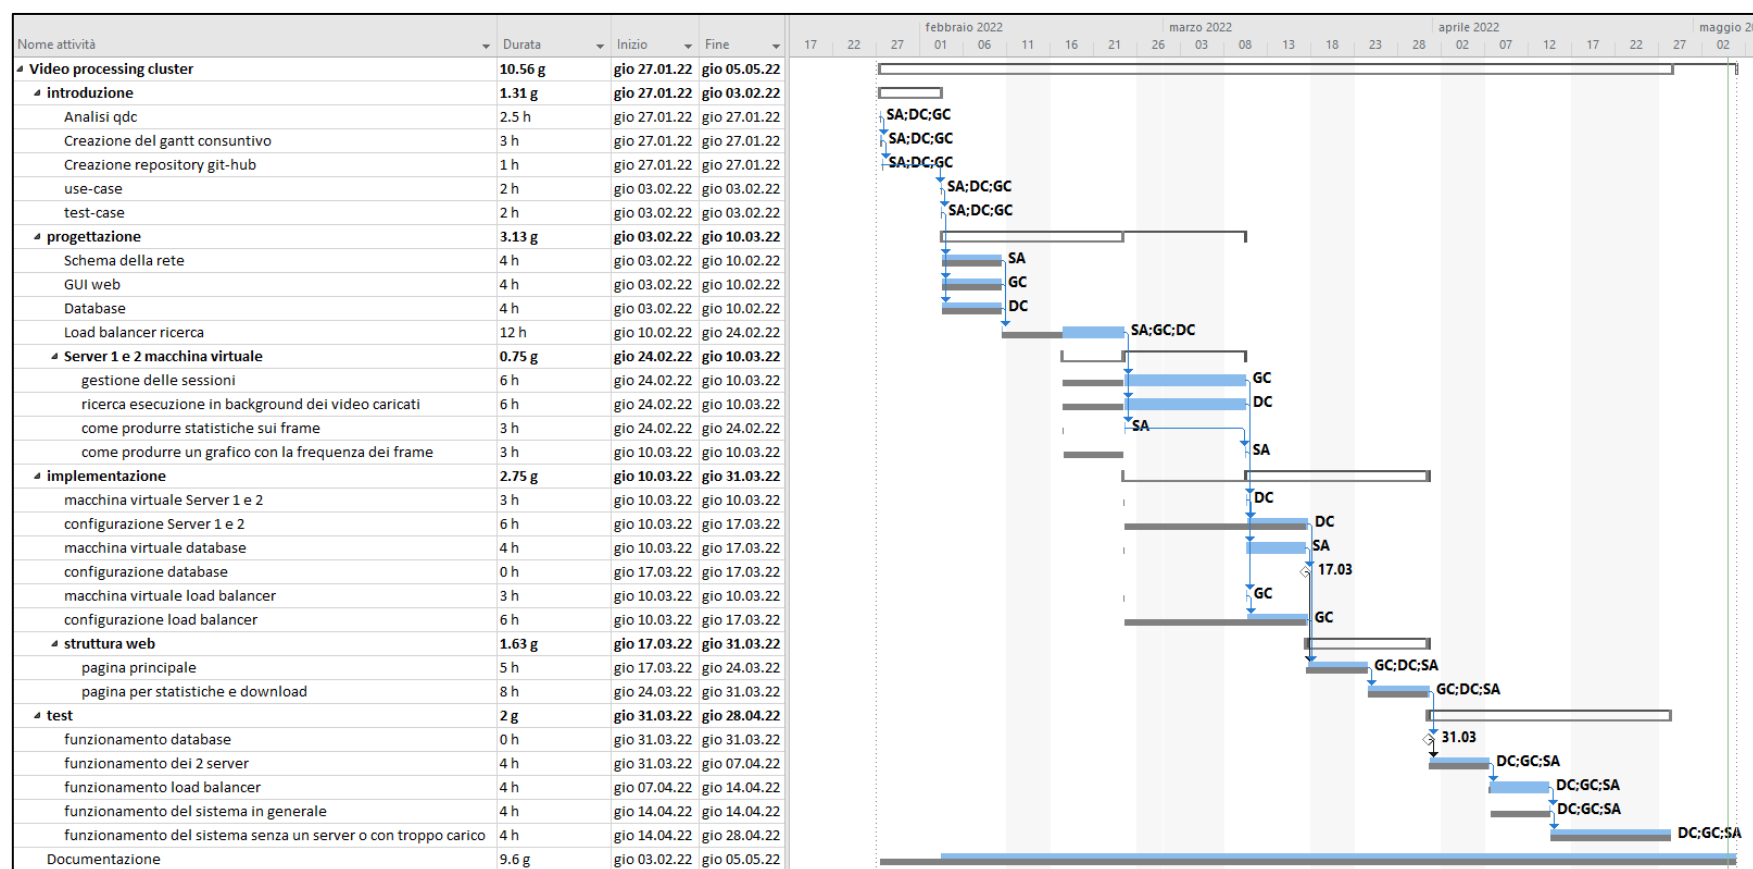 febbraio 2022 marzo 2022 aprile 2022 maggio 2
Nome attività Durata Inizio Fine 17 22 27 01 06 11 16 21 26 03 08 13 18 23 28 02 07 12 17 22 27 02
Video processing cluster 10.56 g gio 27.01.22 gio 05.05.22
introduzione 1.31 g gio 27.01.22 gio 03.02.22
Analisi qdc 2.5 h gio 27.01.22 gio 27.01.22 SA;DC;GC
Creazione del gantt consuntivo 3 h gio 27.01.22 gio 27.01.22 SA;DC;GC
Creazione repository git-hub 1 h gio 27.01.22 gio 27.01.22 SA;DC;GC
use-case 2 h gio 03.02.22 gio 03.02.22 SA;DC;GC
test-case 2 h gio 03.02.22 gio 03.02.22 SA;DC;GC
progettazione 3.13 g gio 03.02.22 gio 10.03.22
Schema della rete 4 h gio 03.02.22 gio 10.02.22 SA
GUI web 4 h gio 03.02.22 gio 10.02.22 GC
Database 4 h gio 03.02.22 gio 10.02.22 DC
Load balancer ricerca 12 h gio 10.02.22 gio 24.02.22 SA;GC;DC
Server 1 e 2 macchina virtuale 0.75 g gio 24.02.22 gio 10.03.22
gestione delle sessioni 6 h gio 24.02.22 gio 10.03.22 GC
ricerca esecuzione in background dei video caricati 6 h gio 24.02.22 gio 10.03.22 DC
come produrre statistiche sui frame 3 h gio 24.02.22 gio 24.02.22 SA
come produrre un grafico con la frequenza dei frame 3 h gio 10.03.22 gio 10.03.22 SA
implementazione 2.75 g gio 10.03.22 gio 31.03.22
macchina virtuale Server 1 e 2 3 h gio 10.03.22 gio 10.03.22 DC
configurazione Server 1 e 2 6 h gio 10.03.22 gio 17.03.22 DC
macchina virtuale database 4 h gio 10.03.22 gio 17.03.22 SA
configurazione database 0 h gio 17.03.22 gio 17.03.22 17.03
macchina virtuale load balancer 3 h gio 10.03.22 gio 10.03.22 GC
configurazione load balancer 6 h gio 10.03.22 gio 17.03.22 GC
struttura web 1.63 g gio 17.03.22 gio 31.03.22
pagina principale 5 h gio 17.03.22 gio 24.03.22 GC;DC;SA
pagina per statistiche e download 8 h gio 24.03.22 gio 31.03.22 GC;DC;SA
test 2 g gio 31.03.22 gio 28.04.22
funzionamento database 0 h gio 31.03.22 gio 31.03.22 31.03
funzionamento dei 2 server 4 h gio 31.03.22 gio 07.04.22 DC;GC;SA
funzionamento load balancer 4 h gio 07.04.22 gio 14.04.22 DC;GC;SA
funzionamento del sistema in generale 4 h gio 14.04.22 gio 14.04.22 DC;GC;SA
funzionamento del sistema senza un server o con troppo carico 4 h gio 14.04.22 gio 28.04.22 DC;GC;SA
Documentazione 9.6 g gio 03.02.22 gio 05.05.22